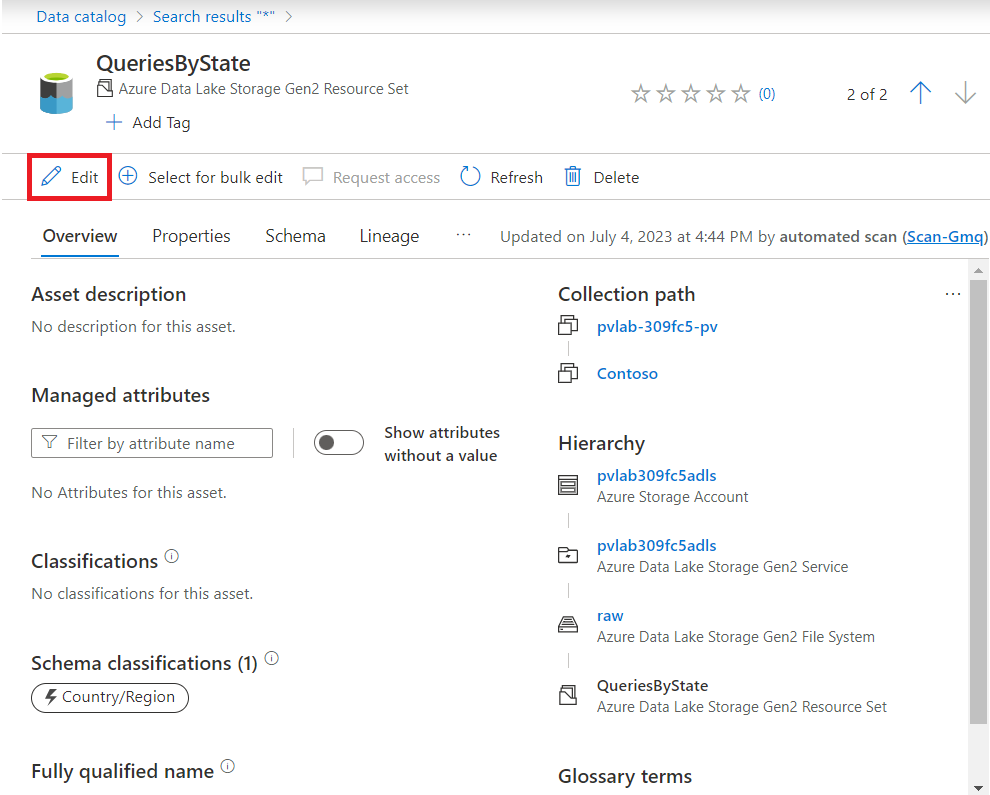 Data catalog > Search results "*" >
QueriesByState
Azure Data Lake Storage Gen2 Resource Set
Add Tag
(0)
2 of 2
Edit
Select for bulk edit
Request access
Refresh
Delete
Overview
Properties
Schema
Lineage
...
Updated on July 4, 2023 at 4:44 PM by automated scan (Scan-Gmq)
Asset description
No description for this asset.
Managed attributes
Filter by attribute name
Show attributes
without a value
No Attributes for this asset.
Classifications
No classifications for this asset.
Schema classifications (1)
Country/Region
Fully qualified name
Collection path
...
pvlab-309fc5-pv
Contoso
Hierarchy
pvlab309fc5adls
Azure Storage Account
pvlab309fc5adls
Azure Data Lake Storage Gen2 Service
raw
Azure Data Lake Storage Gen2 File System
QueriesByState
Azure Data Lake Storage Gen2 Resource Set
Glossary terms